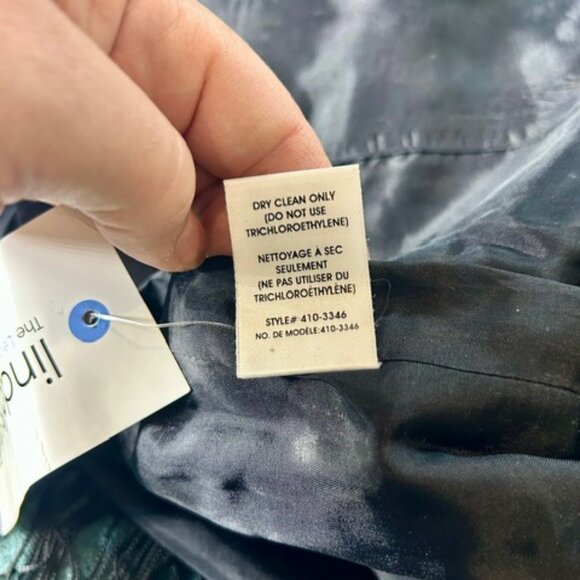 DRY CLEAN ONLY
(DO NOT USE
TRICHLOROETHYLENE)
NETTOYAGE À SEC
SEULEMENT
(NE PAS UTILISER DU
TRICHLOROÉTHYLÈNE)
STYLE#: 410-3346
NO. DE MODÈLE:410-3346
The